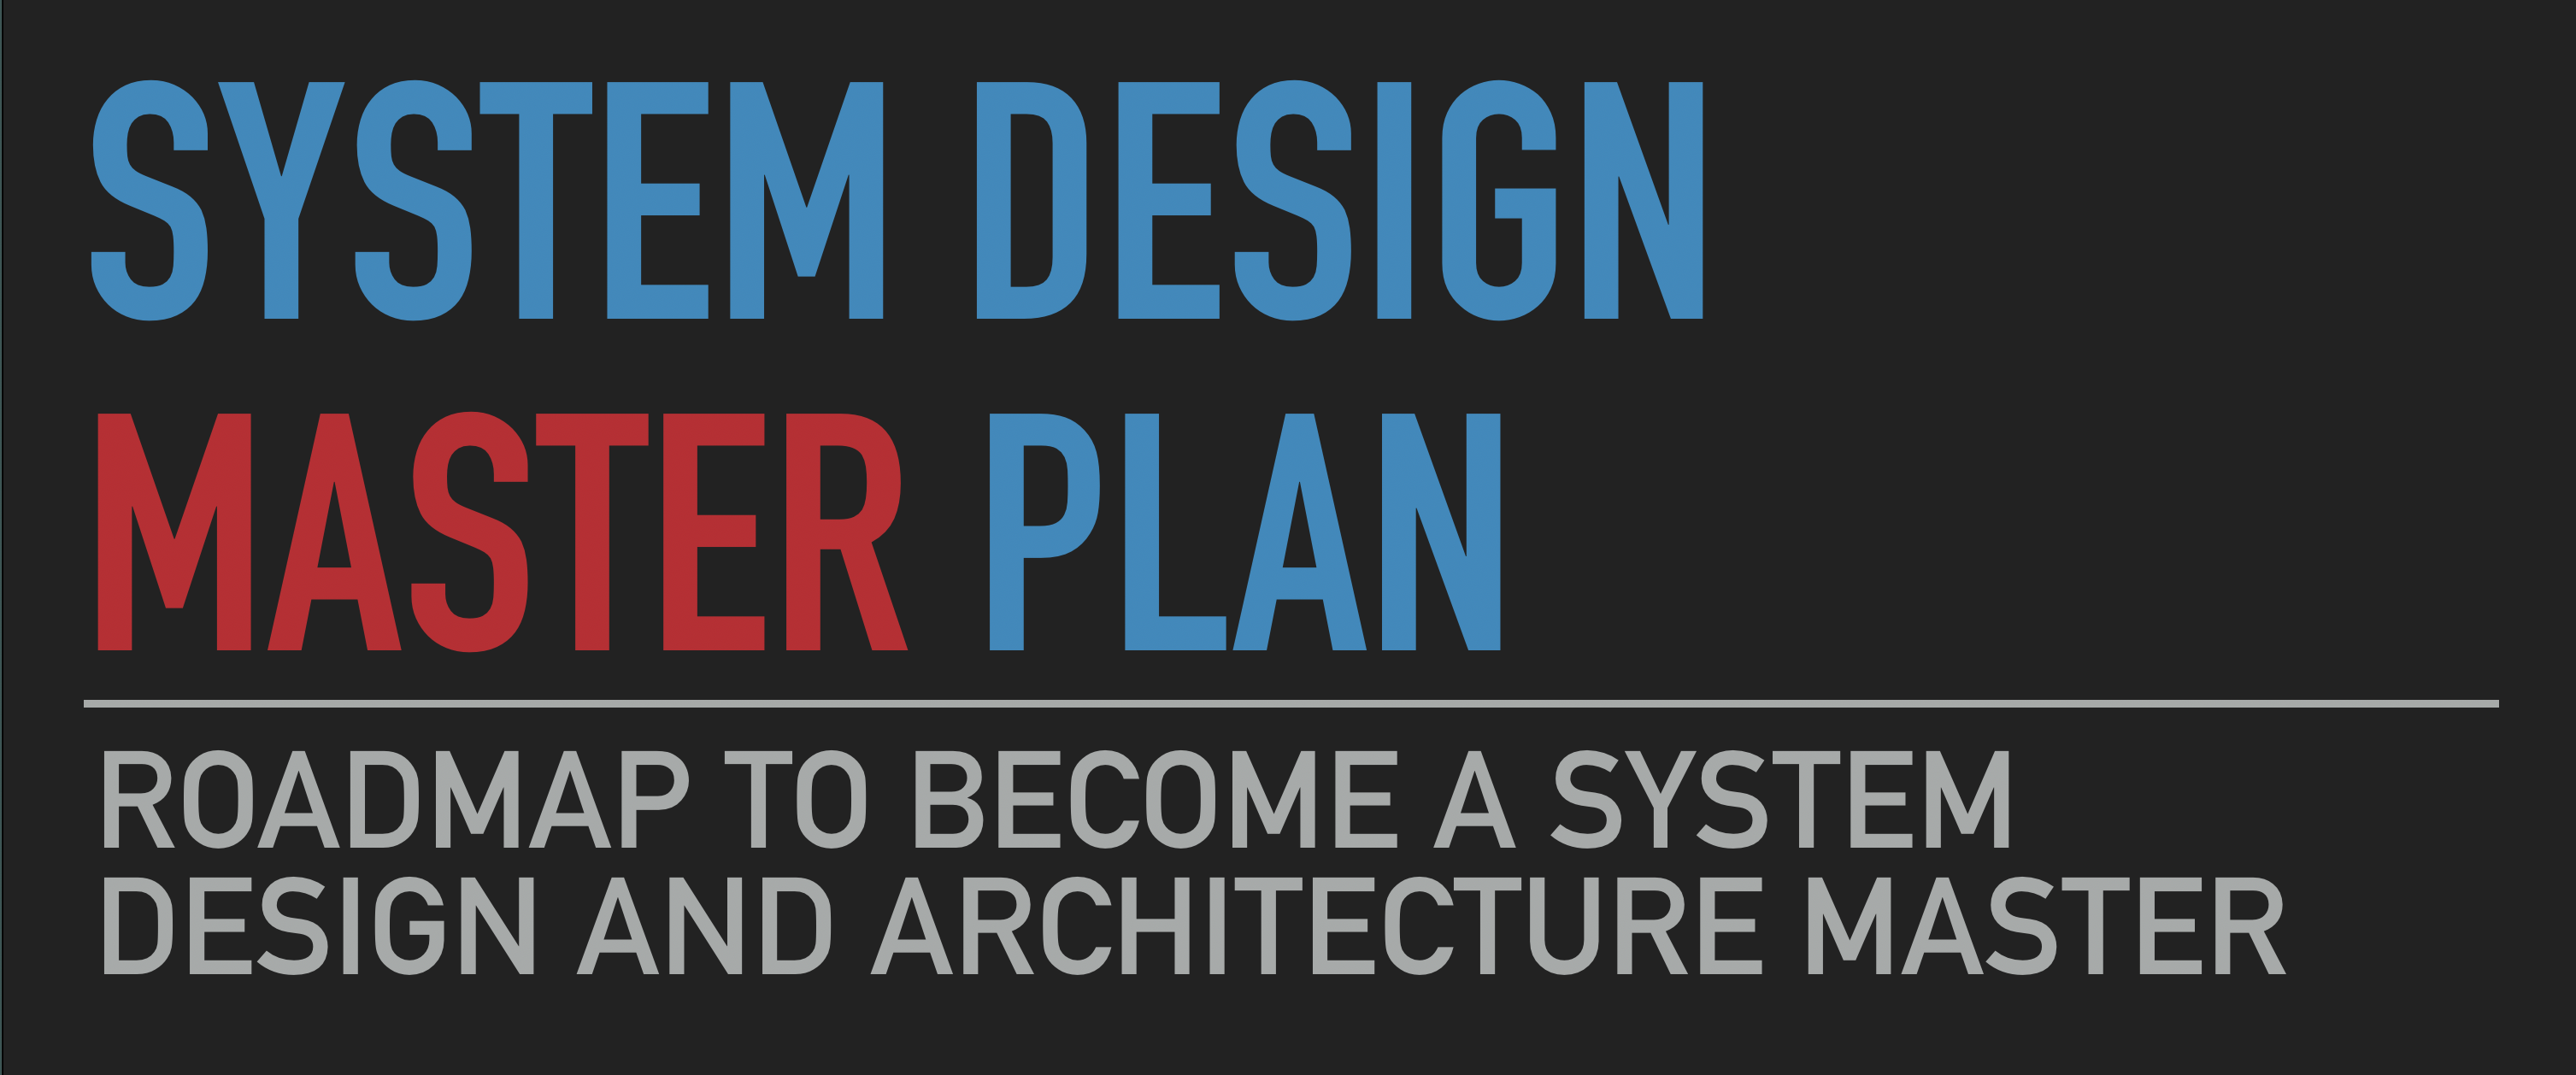 SYSTEM DESIGN
MASTER PLAN
ROADMAP TO BECOME A SYSTEM
DESIGN AND ARCHITECTURE MASTER